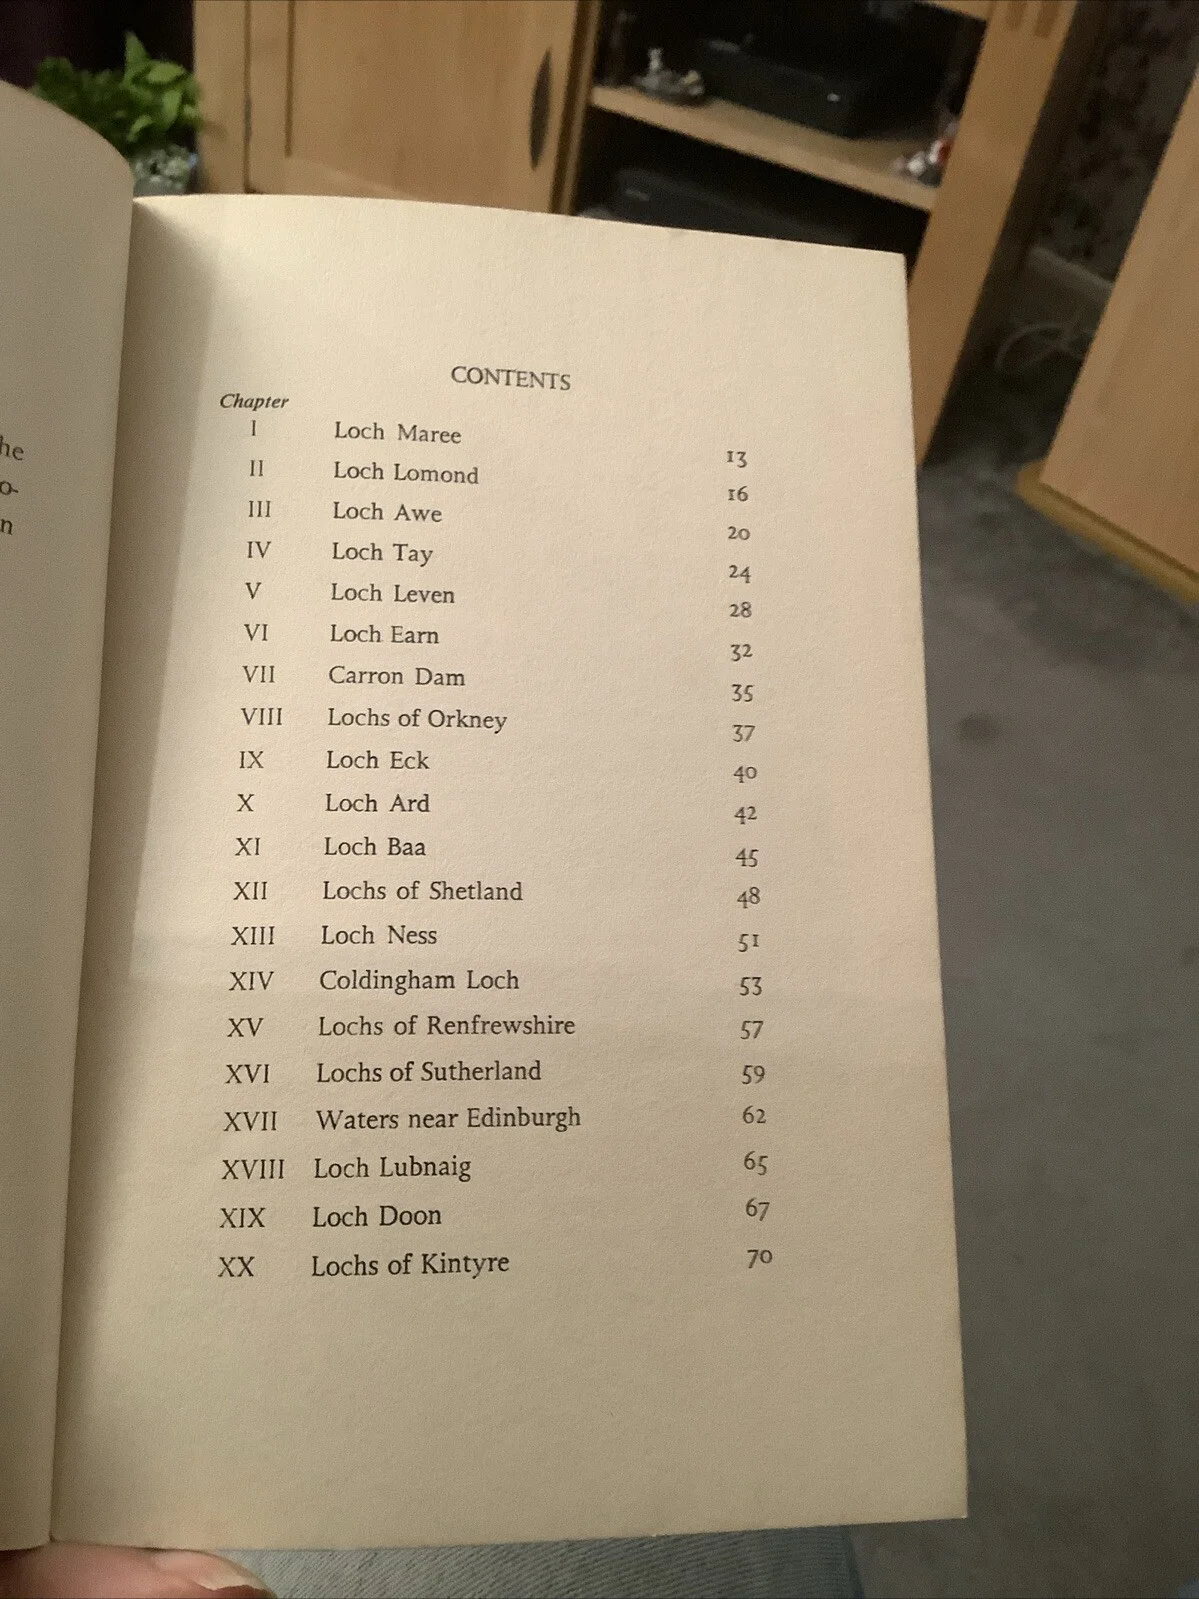 he
o-
n
CONTENTS
Chapter
I Loch Maree 13
II Loch Lomond 16
III Loch Awe 20
IV Loch Tay 24
V Loch Leven 28
VI Loch Earn 32
VII Carron Dam 35
VIII Lochs of Orkney 37
IX Loch Eck 40
X Loch Ard 42
XI Loch Baa 45
XII Lochs of Shetland 48
XIII Loch Ness 51
XIV Coldingham Loch 53
XV Lochs of Renfrewshire 57
XVI Lochs of Sutherland 59
XVII Waters near Edinburgh 62
XVIII Loch Lubnaig 65
XIX Loch Doon 67
XX Lochs of Kintyre 70